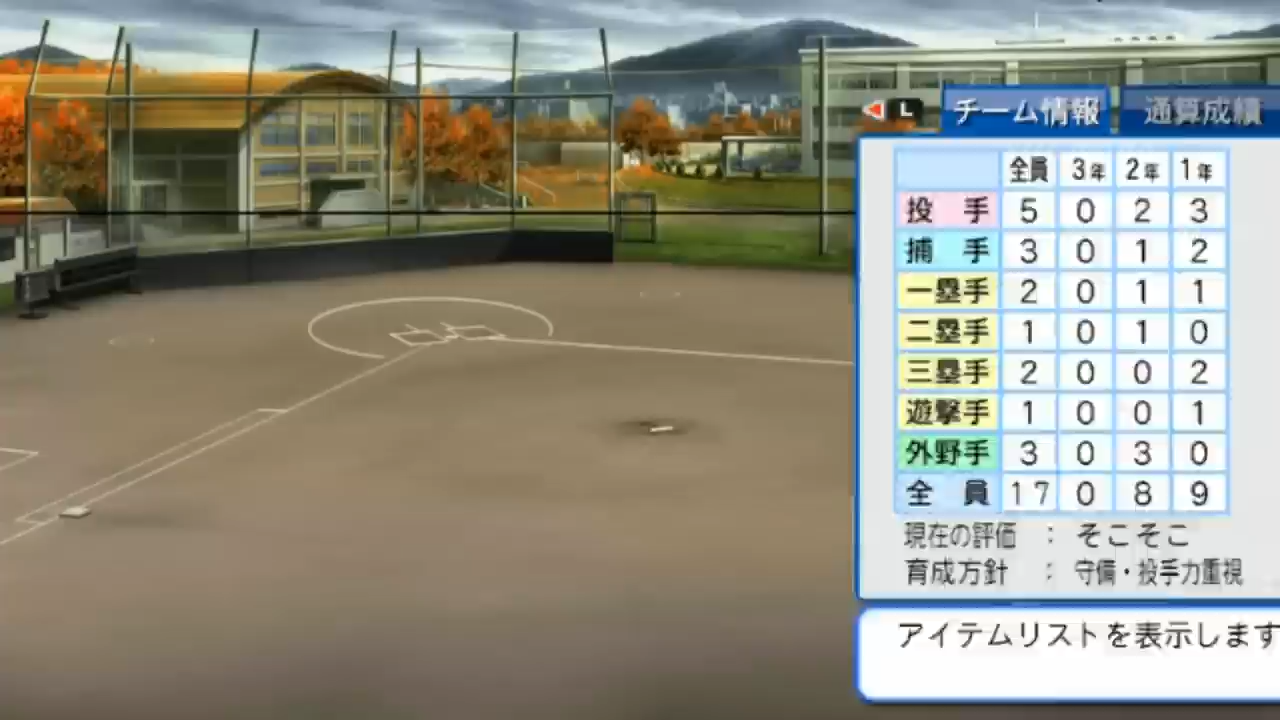 L チーム情報 通算成績
全員 3年 2年 1年
投手 5 0 2 3
捕手 3 0 1 2
一塁手 2 0 1 1
二塁手 1 0 1 0
三塁手 2 0 0 2
遊撃手 1 0 0 1
外野手 3 0 3 0
全員 17 0 8 9
現在の評価 : そこそこ
育成方針 : 守備・投手力重視
アイテムリストを表示します